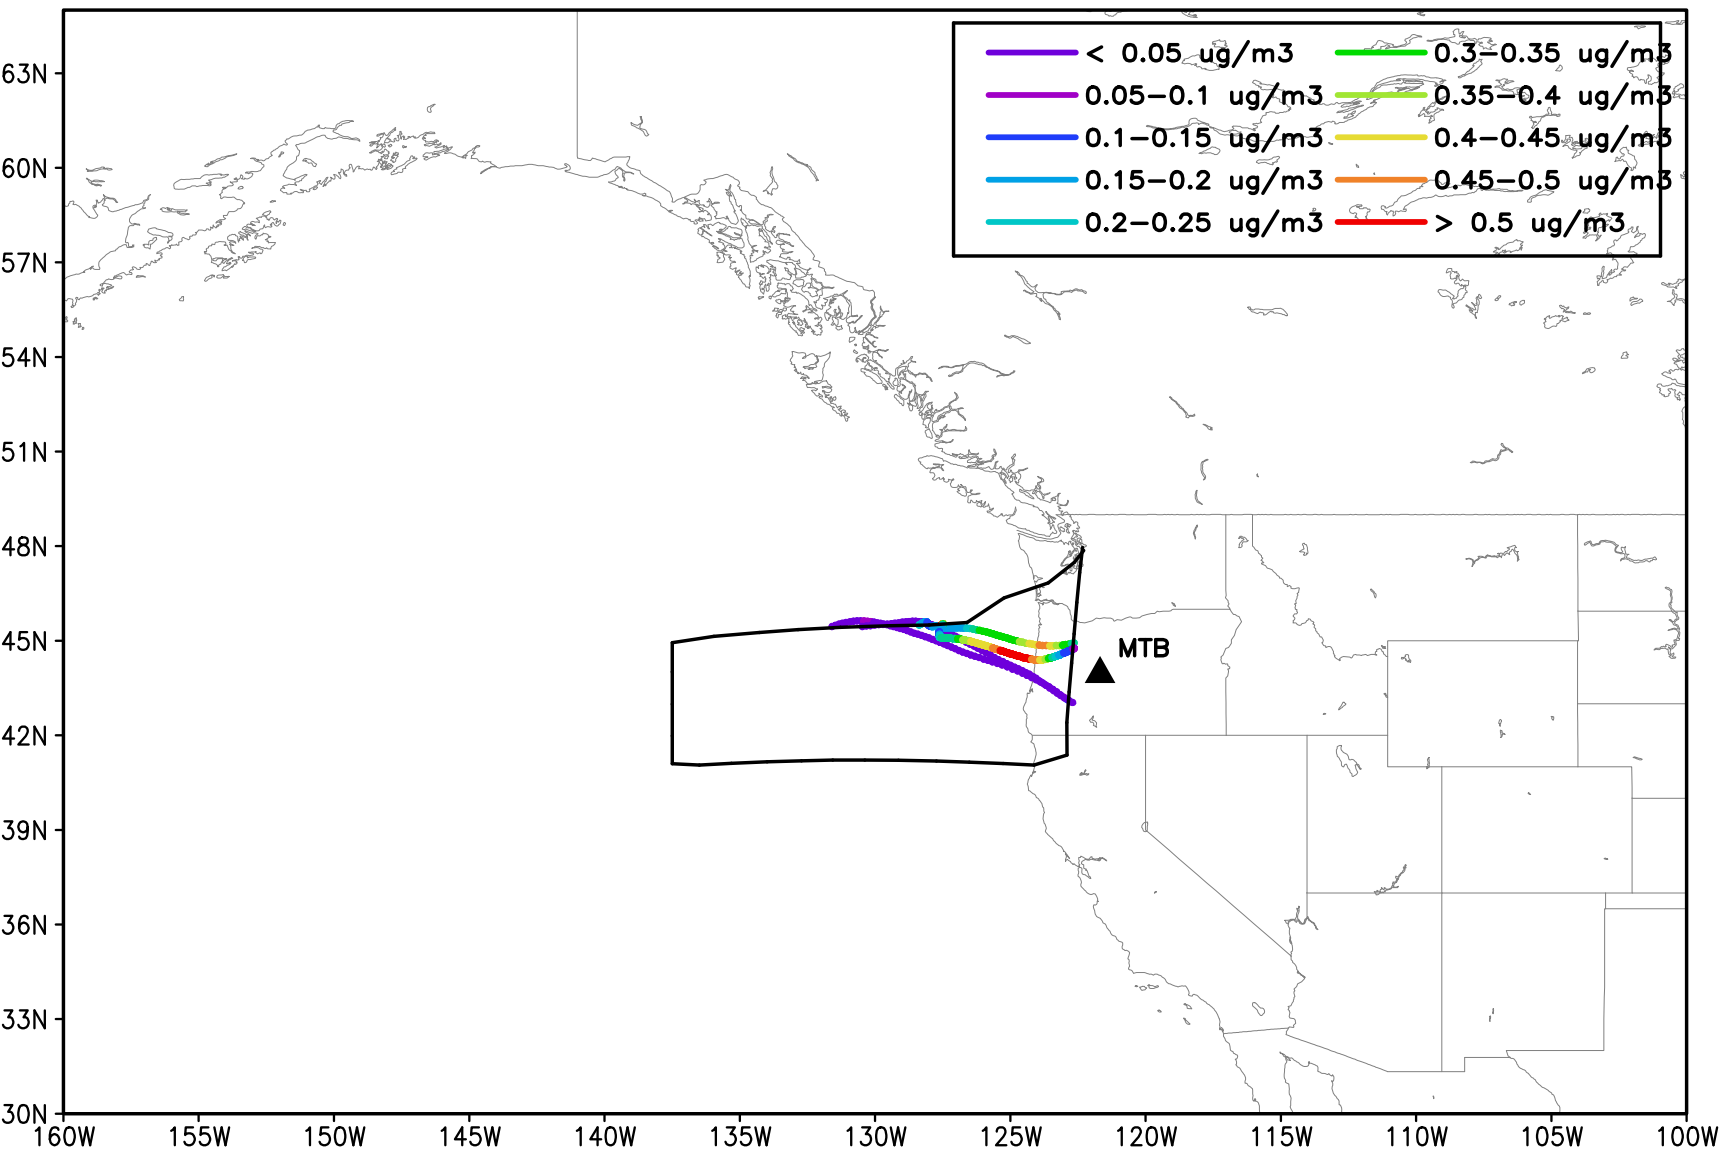 63N
60N
57N
54N
51N
48N
45N
42N
39N
36N
33N
30N
< 0.05 ug/m3
0.05-0.1 ug/m3
0.1-0.15 ug/m3
0.15-0.2 ug/m3
0.2-0.25 ug/m3
0.3-0.35 ug/m3
0.35-0.4 ug/m3
0.4-0.45 ug/m3
0.45-0.5 ug/m3
> 0.5 ug/m3
MTB
160W 155W 150W 145W 140W 135W 130W 125W 120W 115W 110W 105W 100W